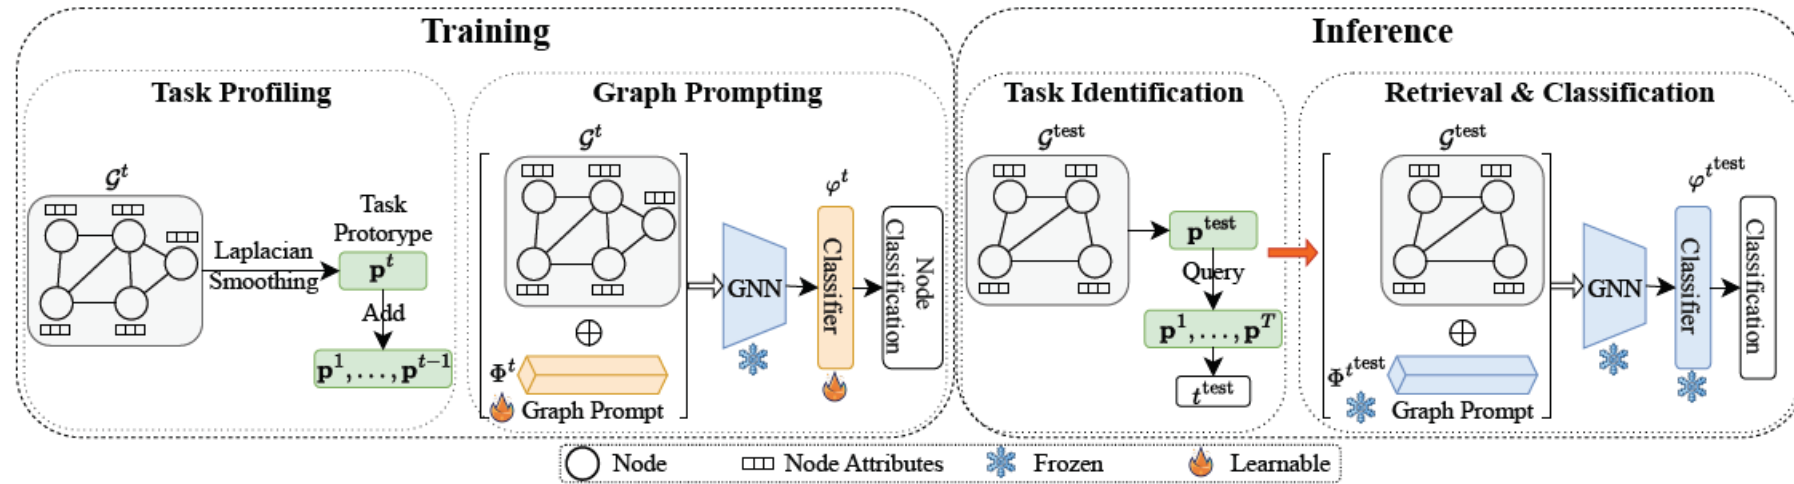 Training
Task Profiling
𝒢^t
Laplacian
Smoothing
Task
Protorype
p^t
Add
p^1, ..., p^{t-1}
Graph Prompting
𝒢^t
Φ^t
Graph Prompt
GNN
φ^t
Classifier
Node
Classification
Inference
Task Identification
𝒢^test
p^test
Query
p^1, ..., p^T
t^test
Retrieval & Classification
𝒢^test
Φ^{t^test}
Graph Prompt
GNN
φ^{t^test}
Classifier
Classification
Node
Node Attributes
Frozen
Learnable